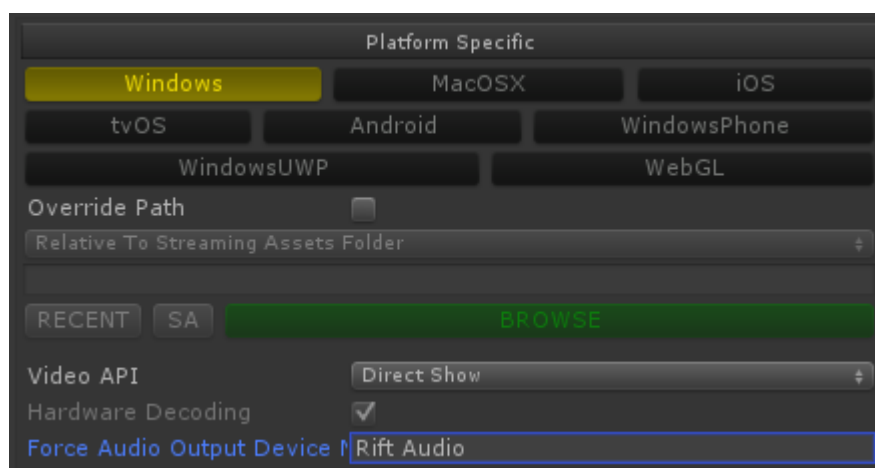 Platform Specific
Windows MacOSX iOS
tvOS Android WindowsPhone
WindowsUWP WebGL
Override Path
Relative To Streaming Assets Folder
RECENT SA BROWSE
Video API Direct Show
Hardware Decoding
Force Audio Output Device Rift Audio